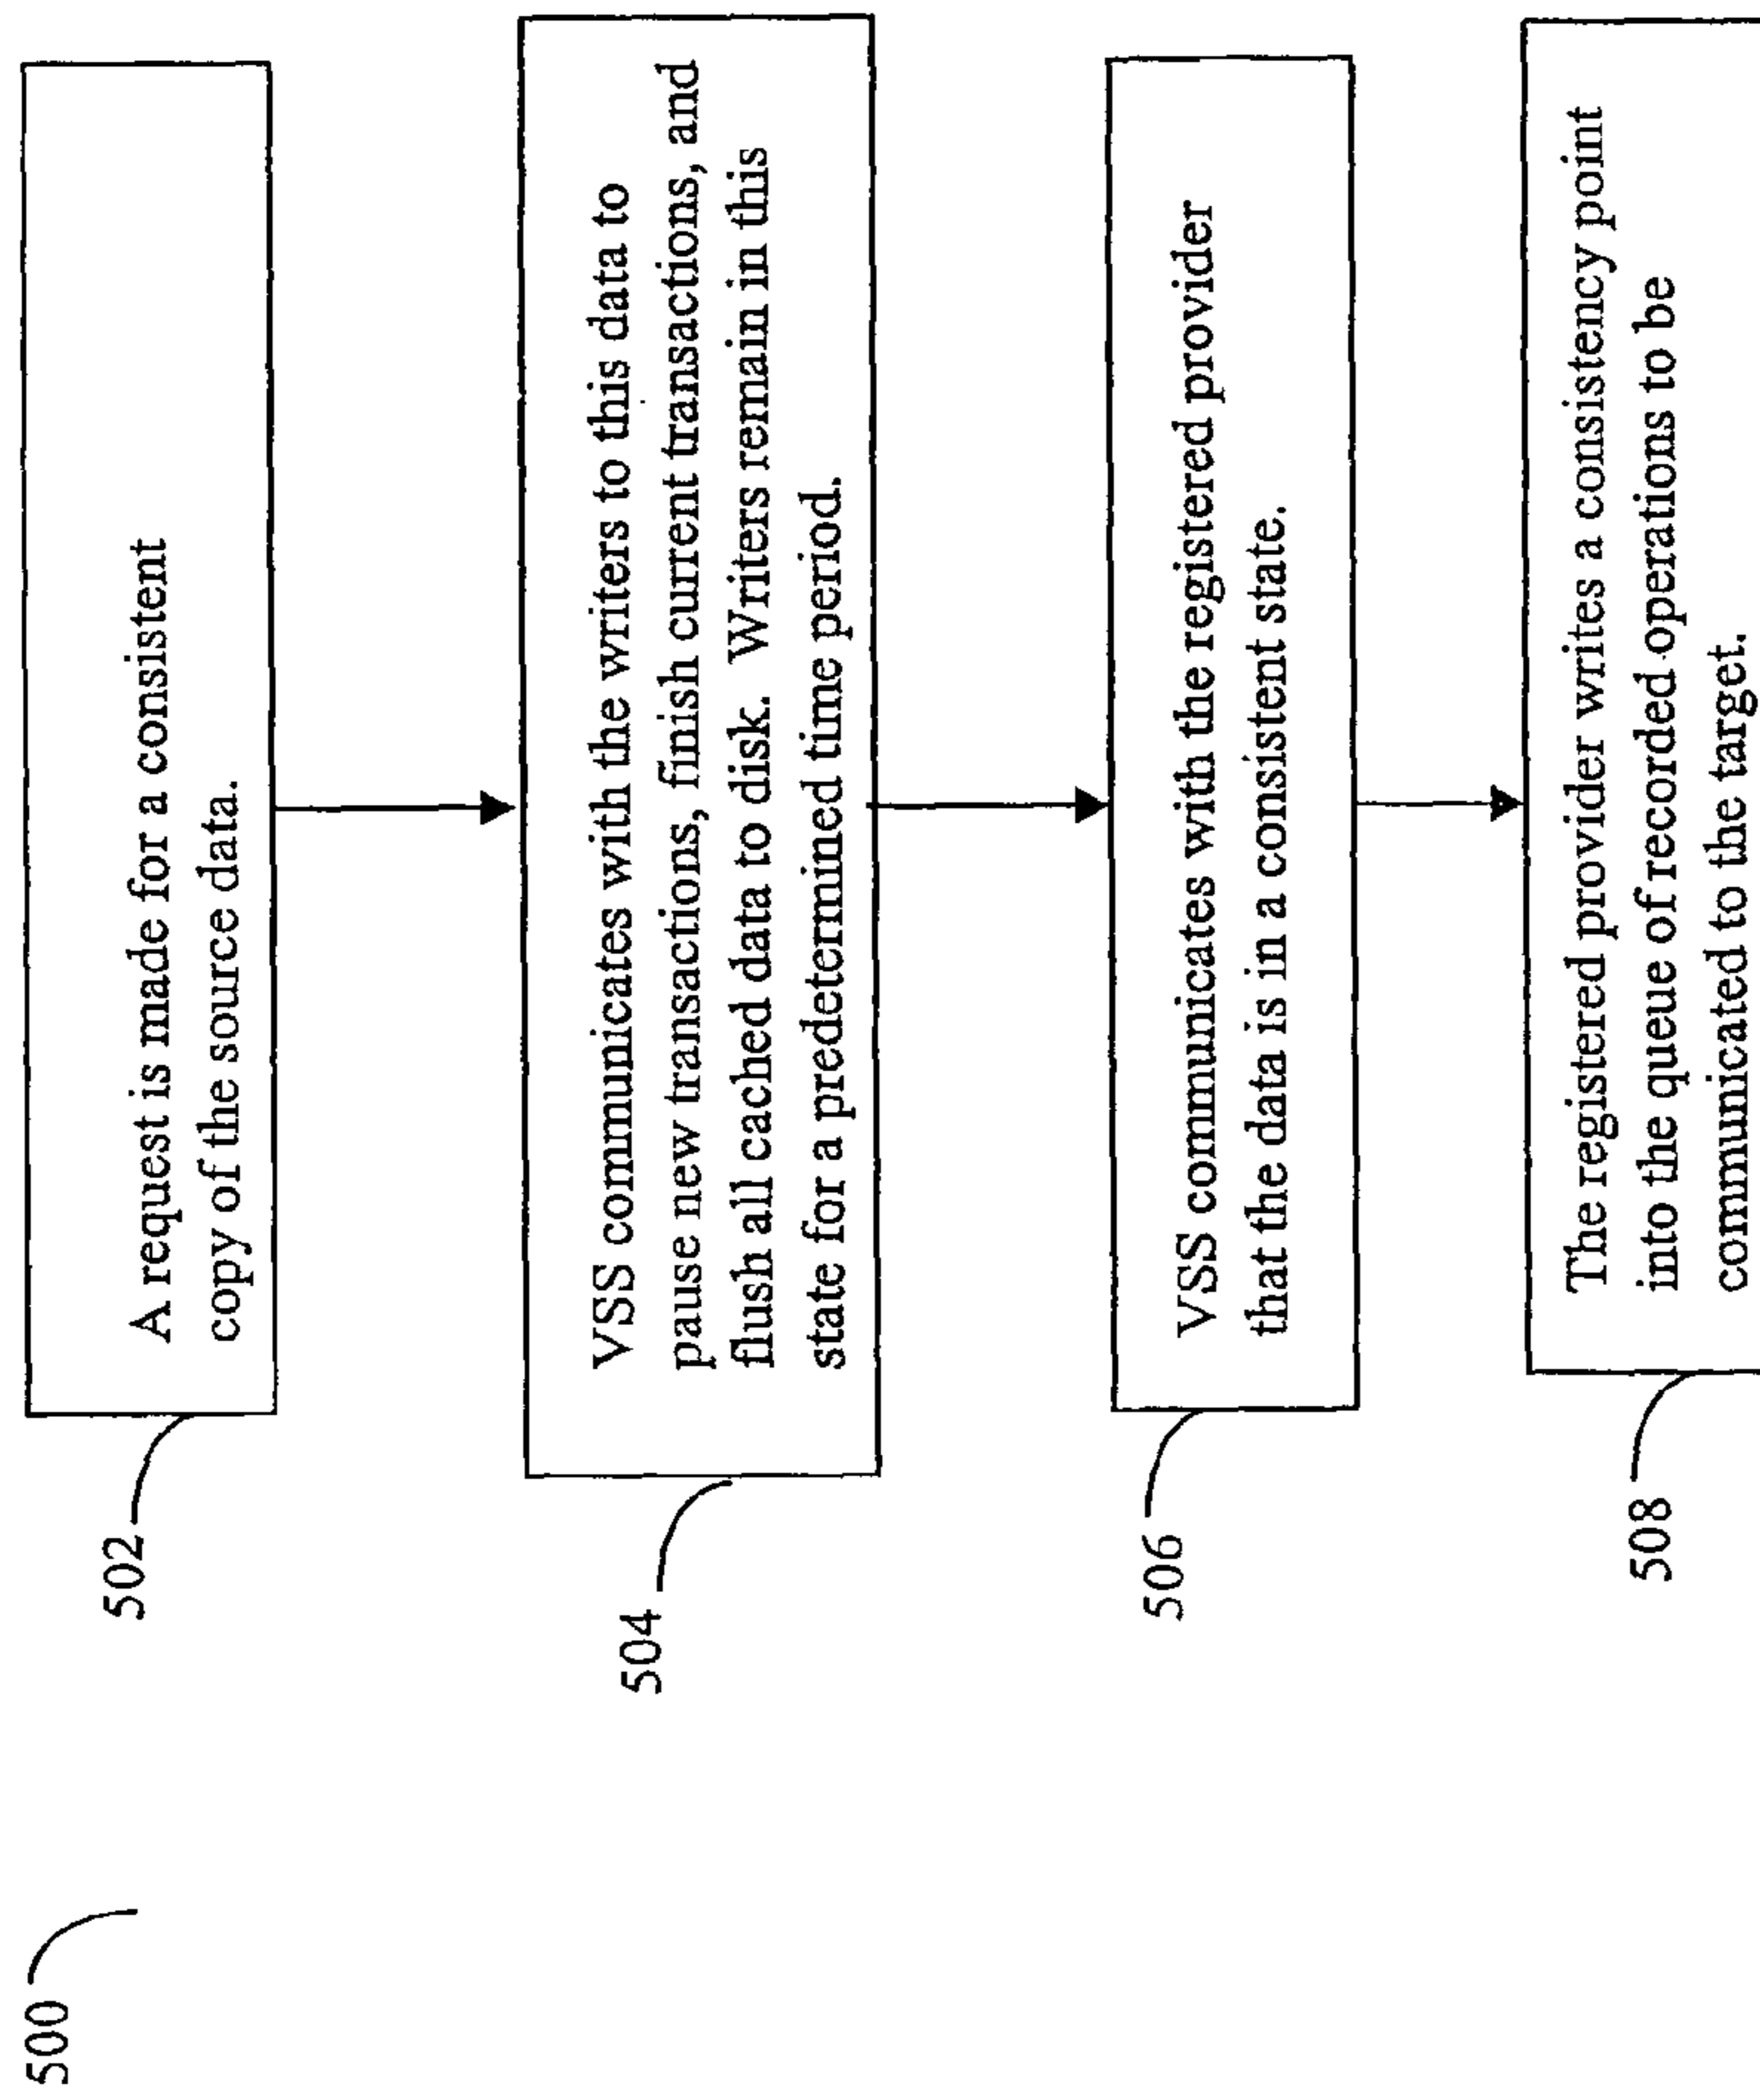 500
502
A request is made for a consistent
copy of the source data.
504
VSS communicates with the writers to this data to
pause new transactions, finish current transactions, and
flush all cached data to disk. Writers remain in this
state for a predetermined time period.
506
VSS communicates with the registered provider
that the data is in a consistent state.
508
The registered provider writes a consistency point
into the queue of recorded operations to be
communicated to the target.